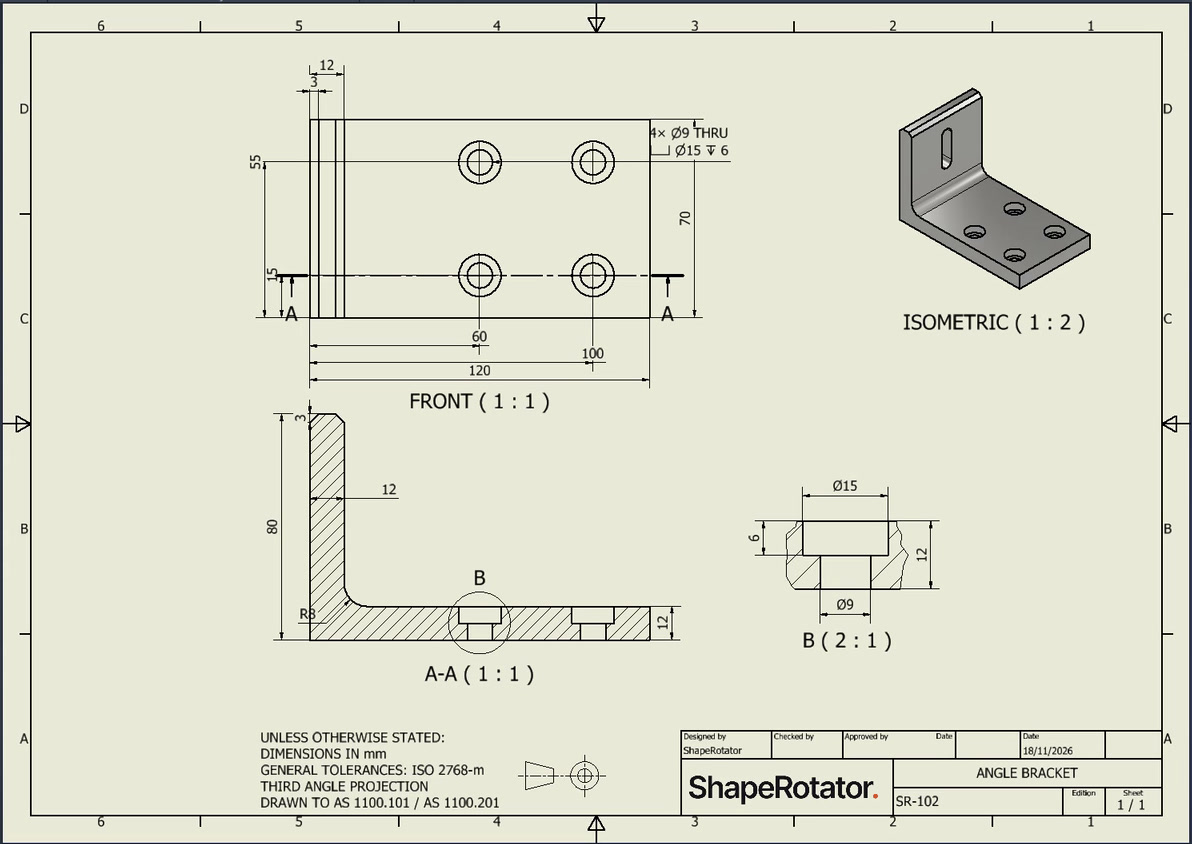 6 5 4 3 2 1
D
D
C
C
B
B
A
A
12
3
55
15
4× Ø9 THRU
⌴ Ø15 ↧ 6
70
A
A
60
100
120
FRONT ( 1 : 1 )
ISOMETRIC ( 1 : 2 )
3
12
80
R8
B
12
A-A ( 1 : 1 )
Ø15
6
12
Ø9
B ( 2 : 1 )
UNLESS OTHERWISE STATED:
DIMENSIONS IN mm
GENERAL TOLERANCES: ISO 2768-m
THIRD ANGLE PROJECTION
DRAWN TO AS 1100.101 / AS 1100.201
Designed by Checked by Approved by Date Date
ShapeRotator 18/11/2026
ShapeRotator.
ANGLE BRACKET
SR-102
Edition
Sheet
1 / 1
6 5 4 3 2 1